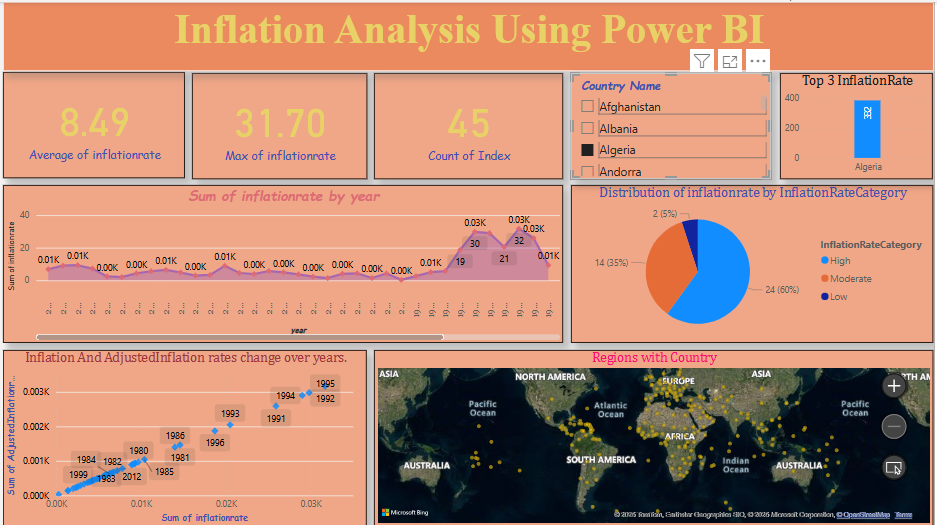 Inflation Analysis Using Power BI
8.49
Average of inflationrate
31.70
Max of inflationrate
45
Count of Index
Country Name
Afghanistan
Albania
Algeria
Andorra
Top 3 InflationRate
400
200
0
Algeria
Sum of inflationrate by year
Sum of inflationrate
40
20
0
0.01K 0.01K 0.00K 0.01K 0.00K 0.01K 0.00K 0.00K 0.00K 0.00K 0.00K 0.01K 0.03K 0.03K 0.03K 0.01K
19 30 21 32
year
Distribution of inflationrate by InflationRateCategory
2 (5%)
14 (35%)
24 (60%)
InflationRateCategory
High
Moderate
Low
Inflation And AdjustedInflation rates change over years.
Sum of AdjustedInflationr...
0.003K
0.002K
0.001K
0.000K
1995
1994
1992
1993
1991
1986
1996
1980
1981
1984
1982
1985
1999
1983
2012
0.00K 0.01K 0.02K 0.03K
Sum of inflationrate
Regions with Country
ASIA
NORTH AMERICA
EUROPE
ASIA
NORTH AM
Pacific
Ocean
Atlantic
Ocean
Pacific
Ocean
AFRICA
AUSTRALIA
SOUTH AMERICA
Indian
Ocean
AUSTRALIA
Microsoft Bing
© 2025 TomTom, Earthstar Geographics SIO, © 2025 Microsoft Corporation, © OpenStreetMap Terms